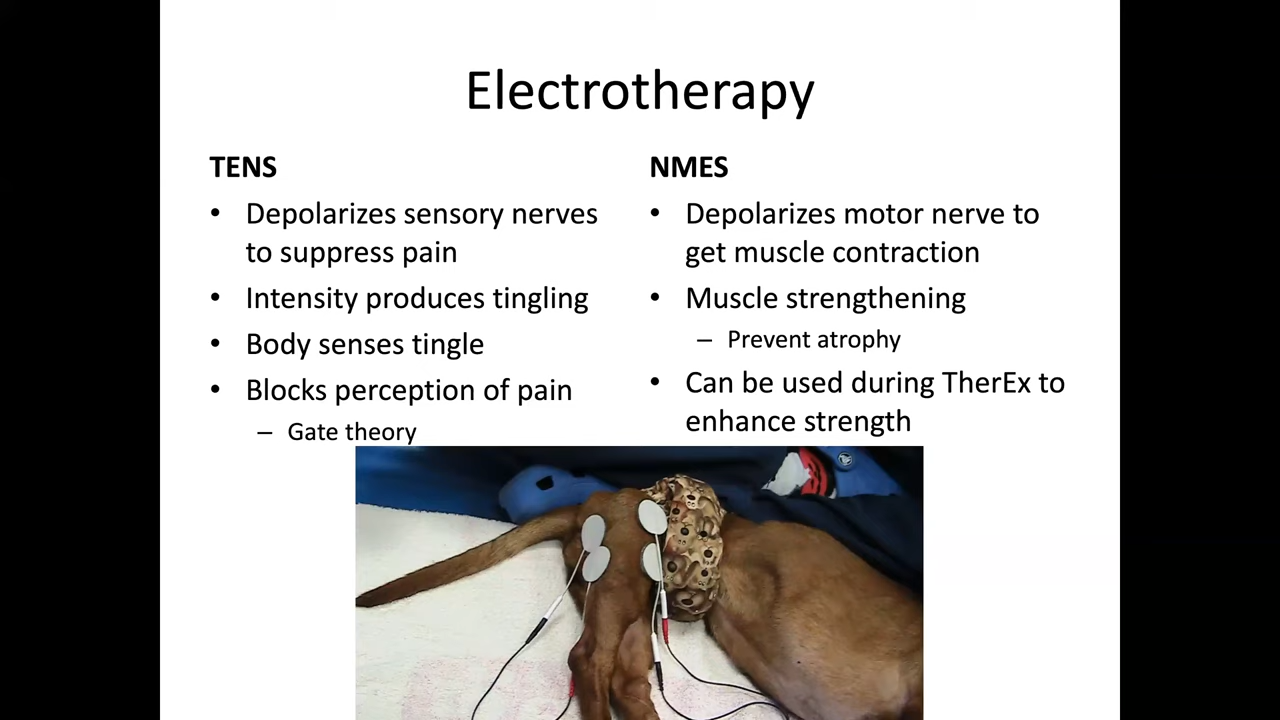 Electrotherapy
TENS
• Depolarizes sensory nerves
to suppress pain
• Intensity produces tingling
• Body senses tingle
• Blocks perception of pain
– Gate theory
NMES
• Depolarizes motor nerve to
get muscle contraction
• Muscle strengthening
– Prevent atrophy
• Can be used during TherEx to
enhance strength